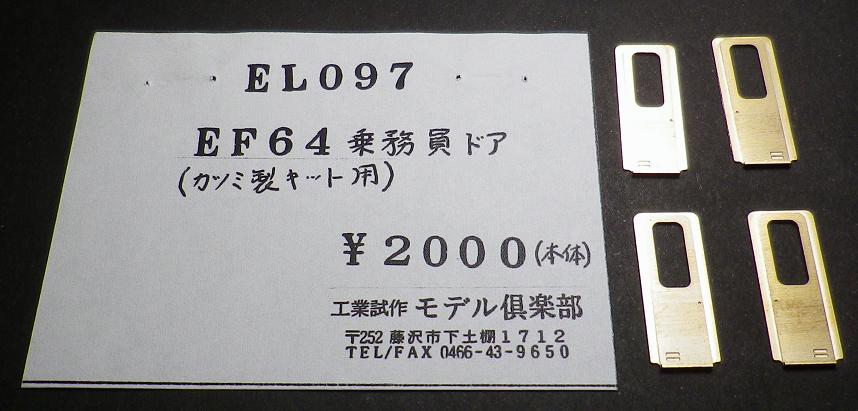 EL097
EF64 乗務員ドア
(カツミ製キット用)
¥2000(本体)
工業試作 モデル倶楽部
〒252 藤沢市下土棚1712
TEL/FAX 0466-43-9650